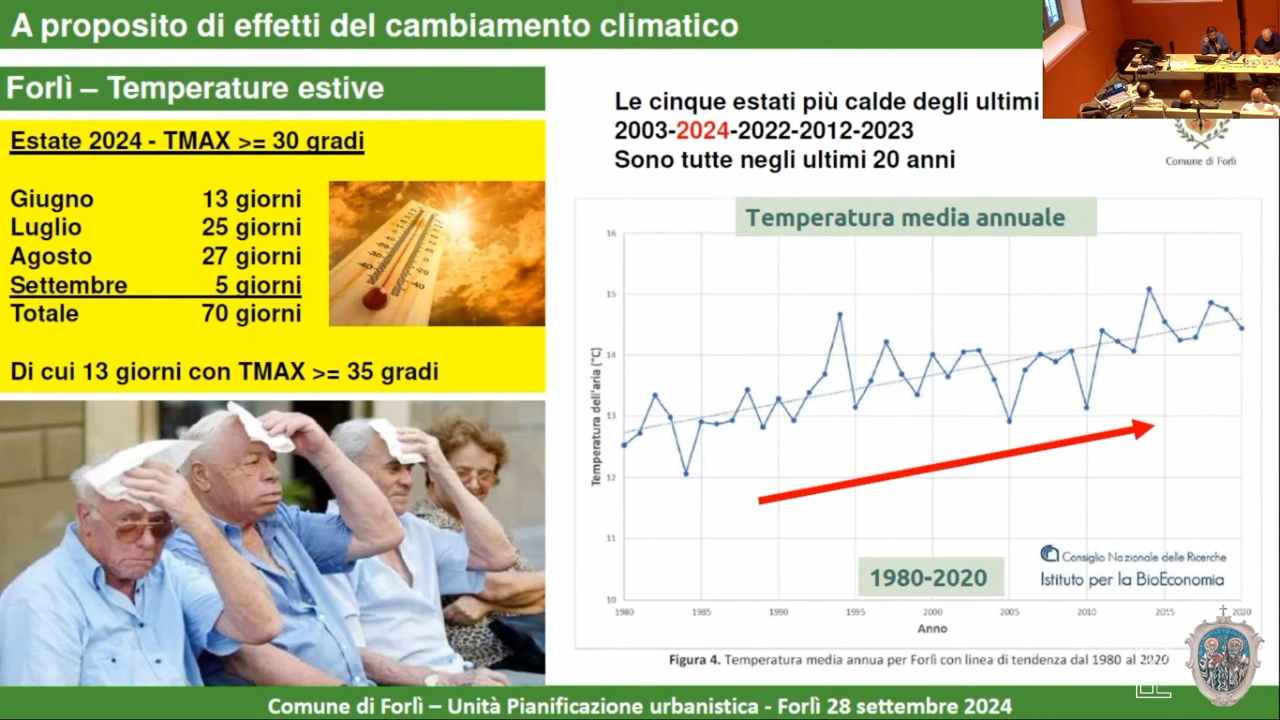 A proposito di effetti del cambiamento climatico
Forlì – Temperature estive
Estate 2024 - TMAX >= 30 gradi
Giugno 13 giorni
Luglio 25 giorni
Agosto 27 giorni
Settembre 5 giorni
Totale 70 giorni
Di cui 13 giorni con TMAX >= 35 gradi
Le cinque estati più calde degli ultimi
2003-2024-2022-2012-2023
Sono tutte negli ultimi 20 anni
Comune di Forlì
Temperatura media annuale
Temperatura dell'aria (°C)
16
15
14
13
12
11
10
1980 1985 1990 1995 2000 2005 2010 2015 2020
Anno
1980-2020
Consiglio Nazionale delle Ricerche
Istituto per la BioEconomia
Figura 4. Temperatura media annua per Forlì con linea di tendenza dal 1980 al 2020
Comune di Forlì – Unità Pianificazione urbanistica - Forlì 28 settembre 2024